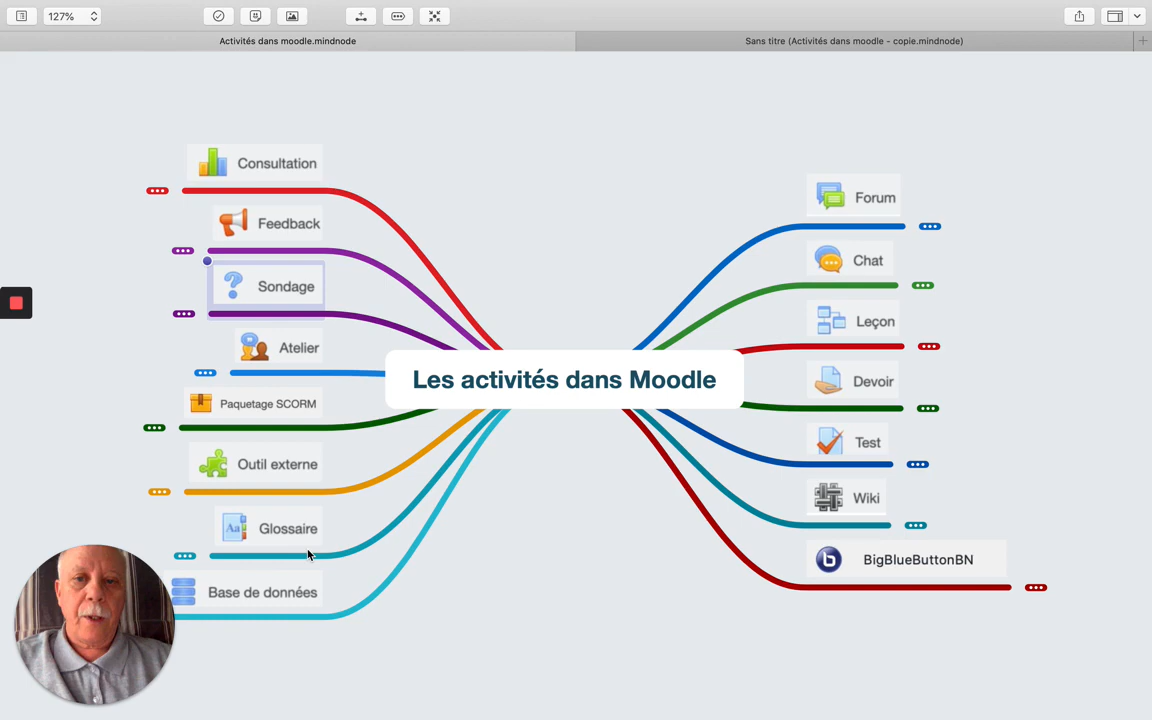 127%
Activités dans moodle.mindnode
Sans titre (Activités dans moodle - copie.mindnode)
Consultation
Feedback
Sondage
Atelier
Paquetage SCORM
Outil externe
Aa
Glossaire
Base de données
Les activités dans Moodle
Forum
Chat
Leçon
Devoir
Test
Wiki
b
BigBlueButtonBN